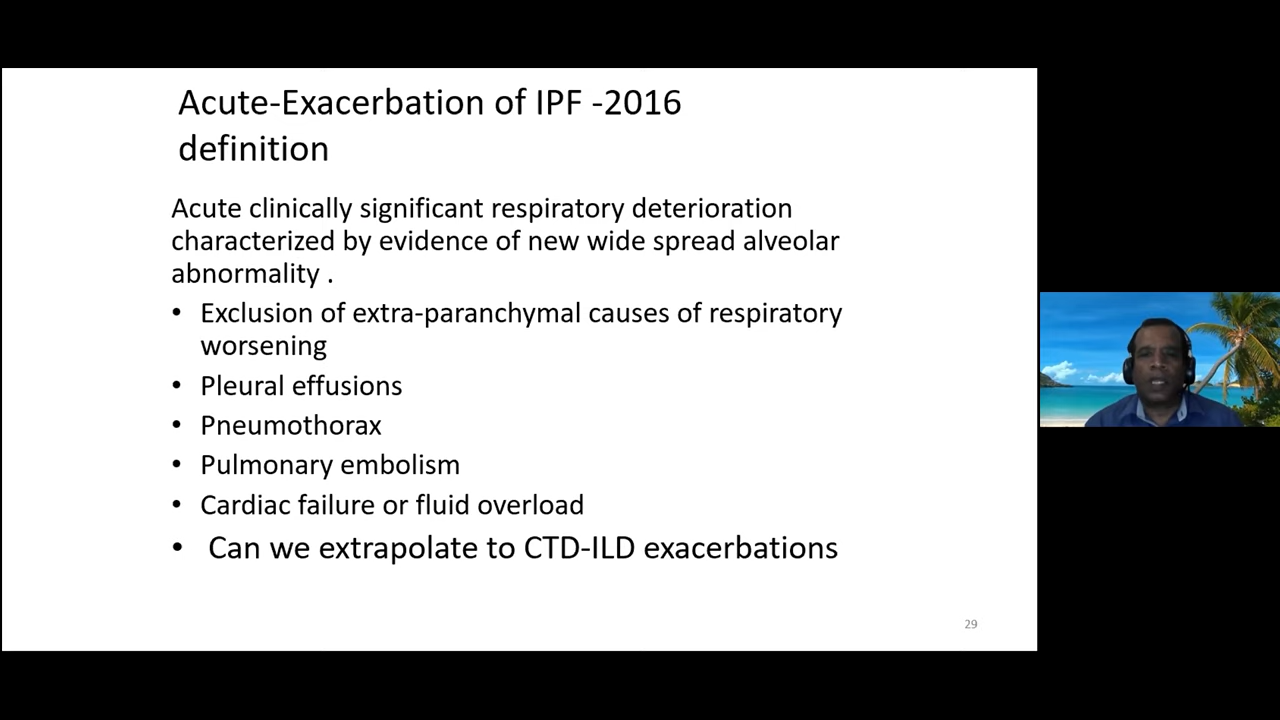 Acute-Exacerbation of IPF -2016
definition
Acute clinically significant respiratory deterioration
characterized by evidence of new wide spread alveolar
abnormality .
• Exclusion of extra-paranchymal causes of respiratory
worsening
• Pleural effusions
• Pneumothorax
• Pulmonary embolism
• Cardiac failure or fluid overload
• Can we extrapolate to CTD-ILD exacerbations
29